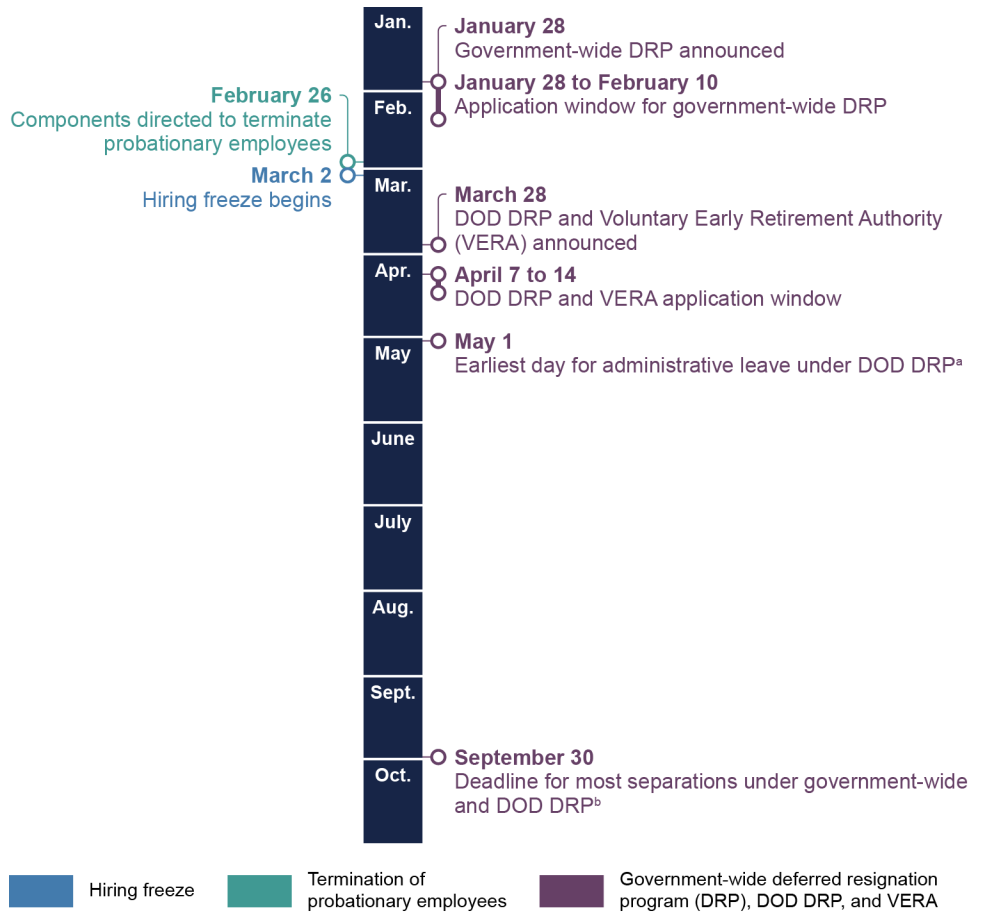 Jan.
January 28
Government-wide DRP announced
January 28 to February 10
Application window for government-wide DRP
February 26
Components directed to terminate
probationary employees
Feb.
March 2
Hiring freeze begins
Mar.
March 28
DOD DRP and Voluntary Early Retirement Authority
(VERA) announced
Apr.
April 7 to 14
DOD DRP and VERA application window
May 1
Earliest day for administrative leave under DOD DRPᵃ
May
June
July
Aug.
Sept.
September 30
Deadline for most separations under government-wide
and DOD DRPᵇ
Oct.
Hiring freeze
Termination of
probationary employees
Government-wide deferred resignation
program (DRP), DOD DRP, and VERA